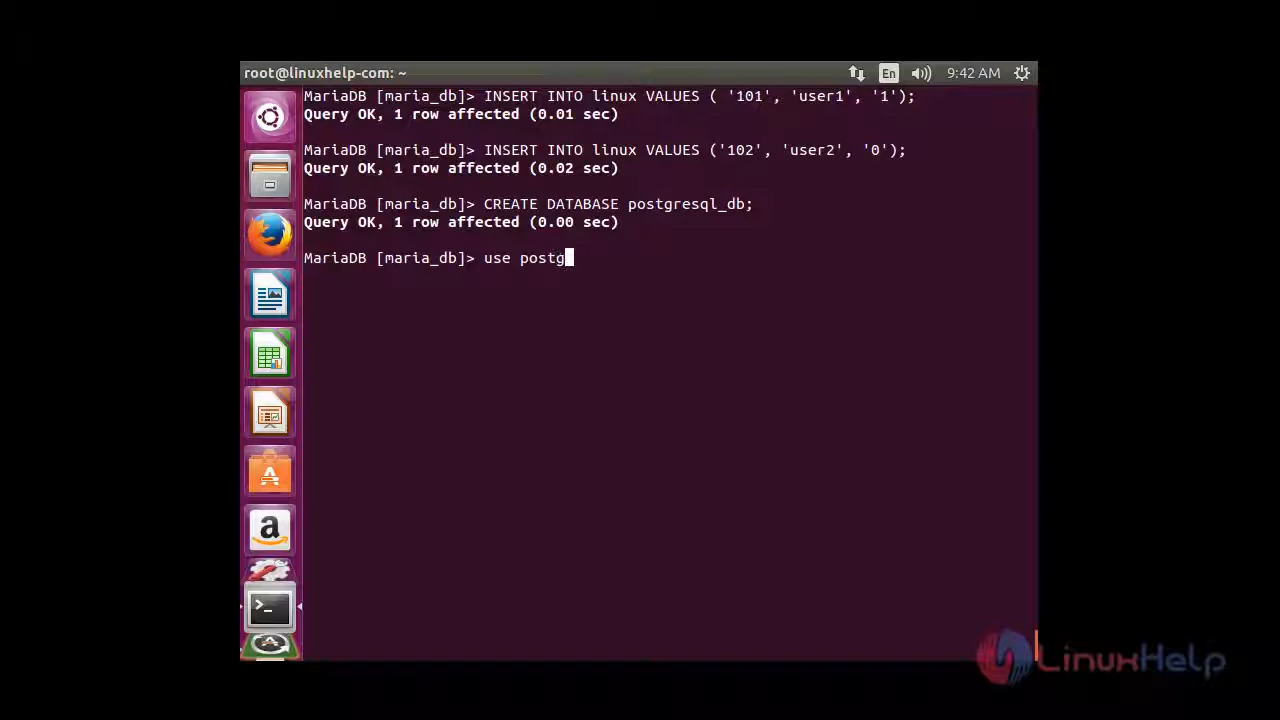 root@linuxhelp-com: ~
En
9:42 AM
MariaDB [maria_db]> INSERT INTO linux VALUES ( '101', 'user1', '1');
Query OK, 1 row affected (0.01 sec)
MariaDB [maria_db]> INSERT INTO linux VALUES ('102', 'user2', '0');
Query OK, 1 row affected (0.02 sec)
MariaDB [maria_db]> CREATE DATABASE postgresql_db;
Query OK, 1 row affected (0.00 sec)
MariaDB [maria_db]> use postg
LinuxHelp